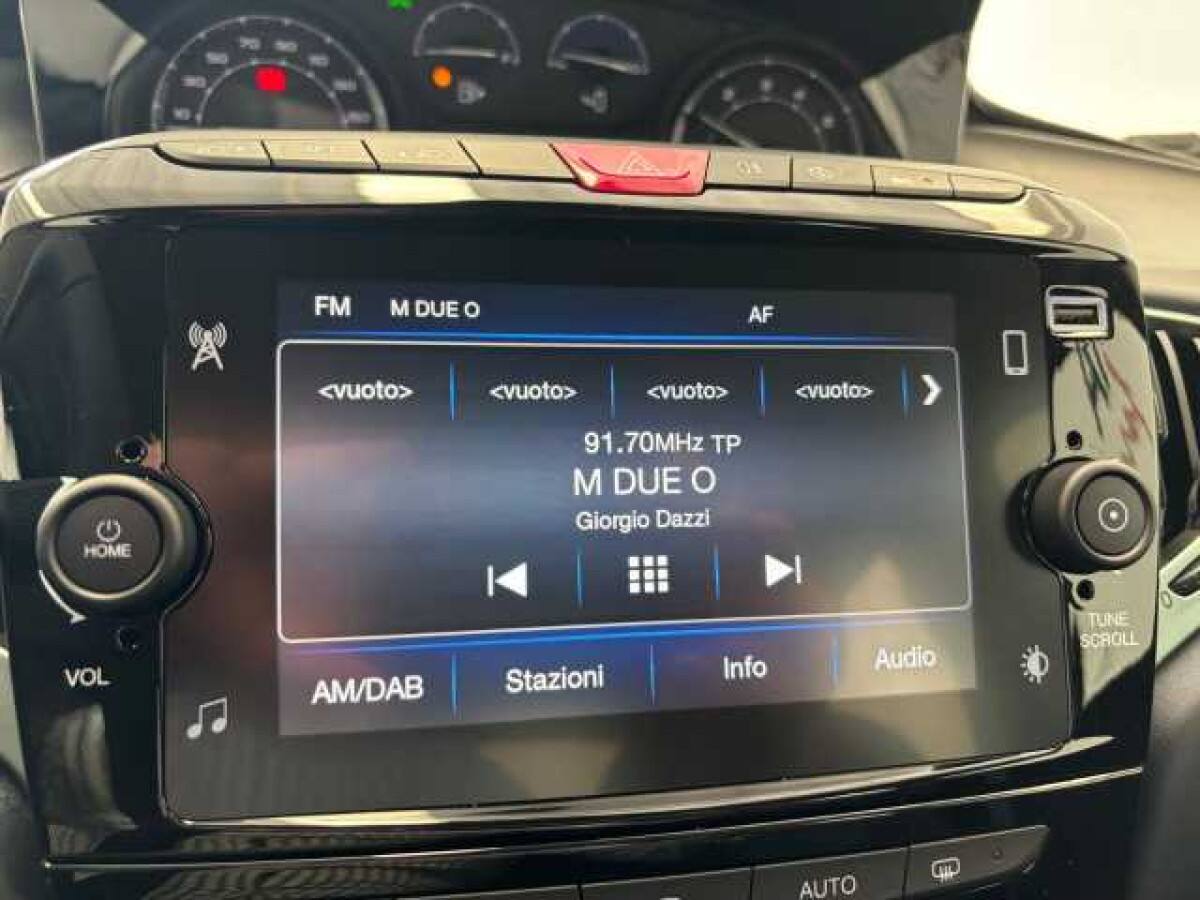 FM M DUE O AF
<vuoto> <vuoto> <vuoto> <vuoto>
91.70MHz TP
M DUE O
Giorgio Dazzi
HOME
VOL
TUNE
SCROLL
AM/DAB Stazioni Info Audio
AUTO